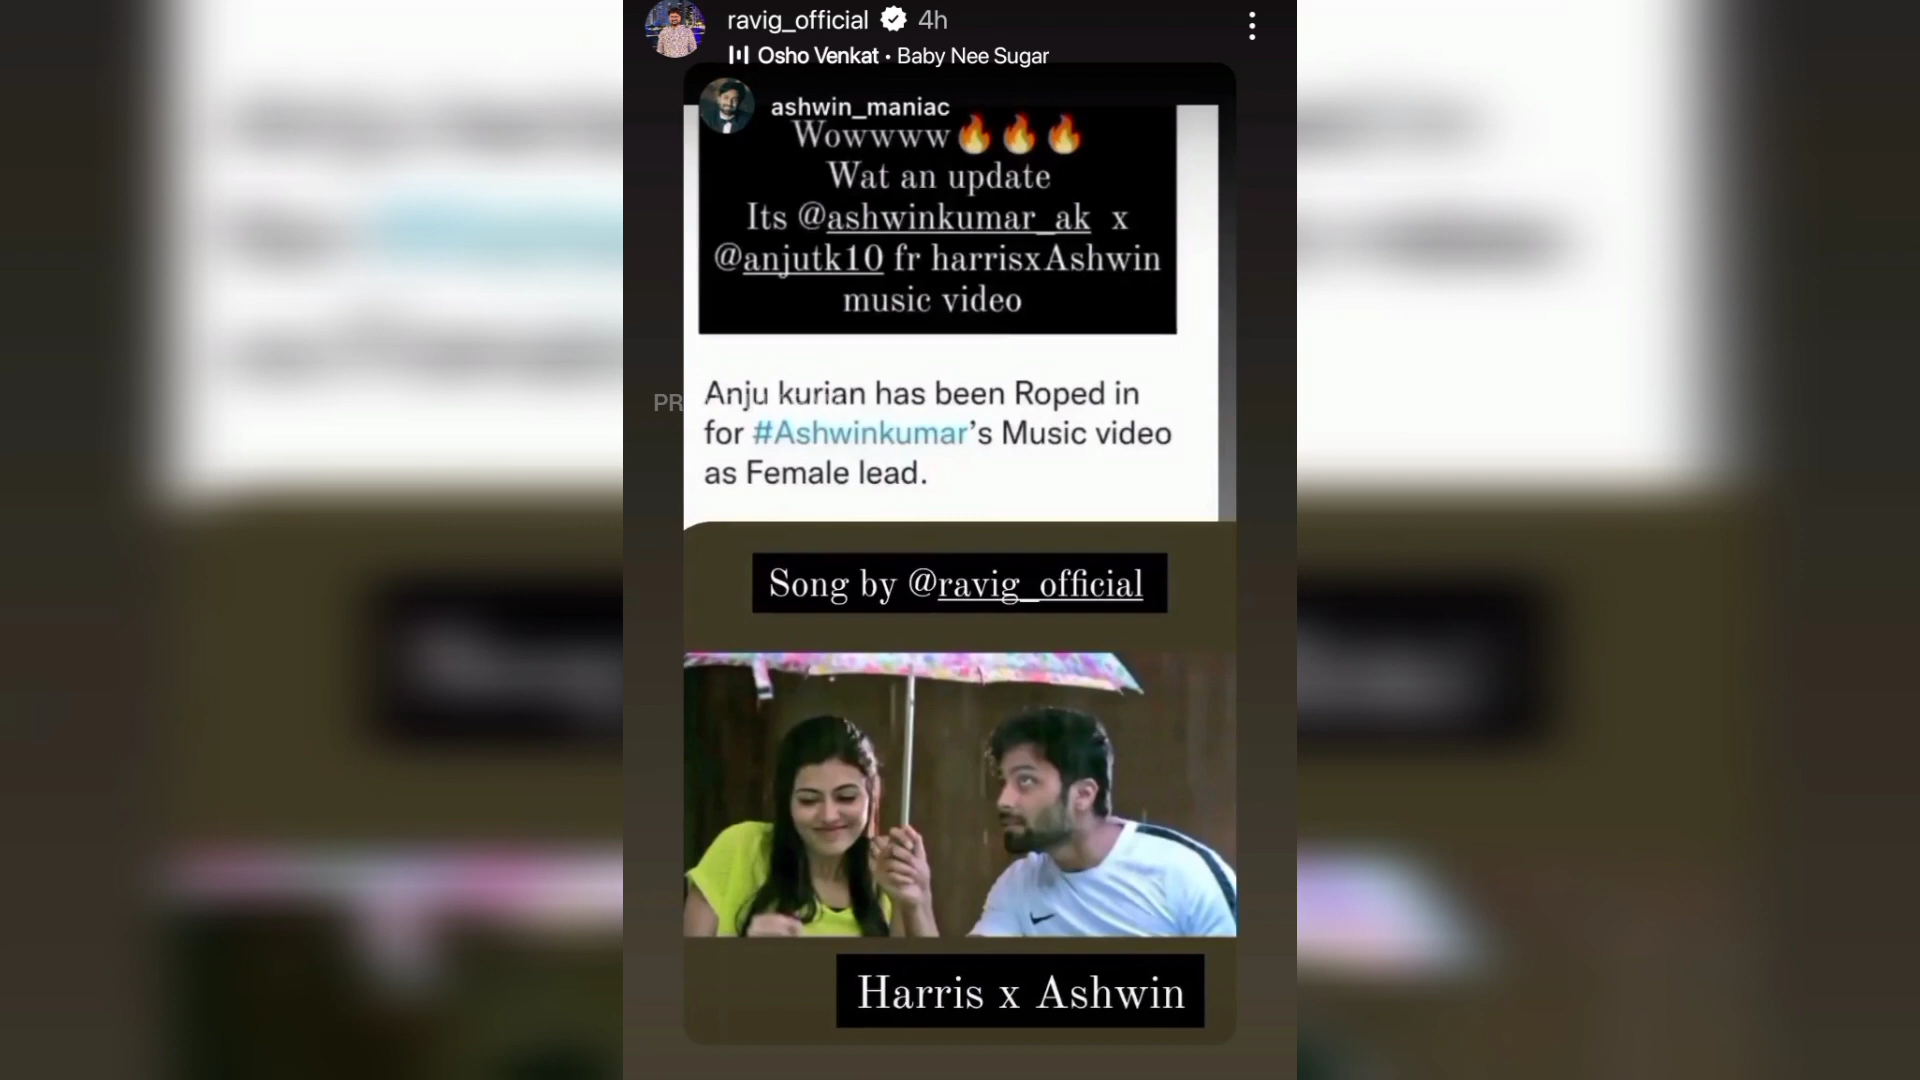 ravig_official 4h
Osho Venkat • Baby Nee Sugar
ashwin_maniac
Wowwww🔥🔥🔥
Wat an update
Its @ashwinkumar_ak x
@anjutk10 fr harrisxAshwin
music video
Anju kurian has been Roped in
for #Ashwinkumar’s Music video
as Female lead.
Song by @ravig_official
Harris x Ashwin